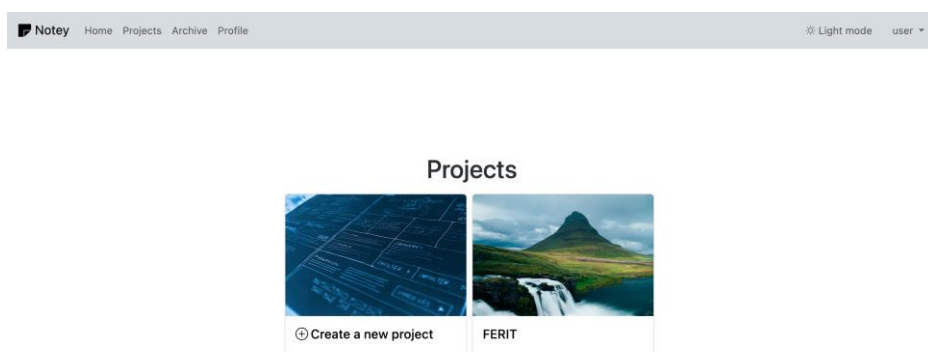 Notey Home Projects Archive Profile Light mode user
Projects
Create a new project
FERIT